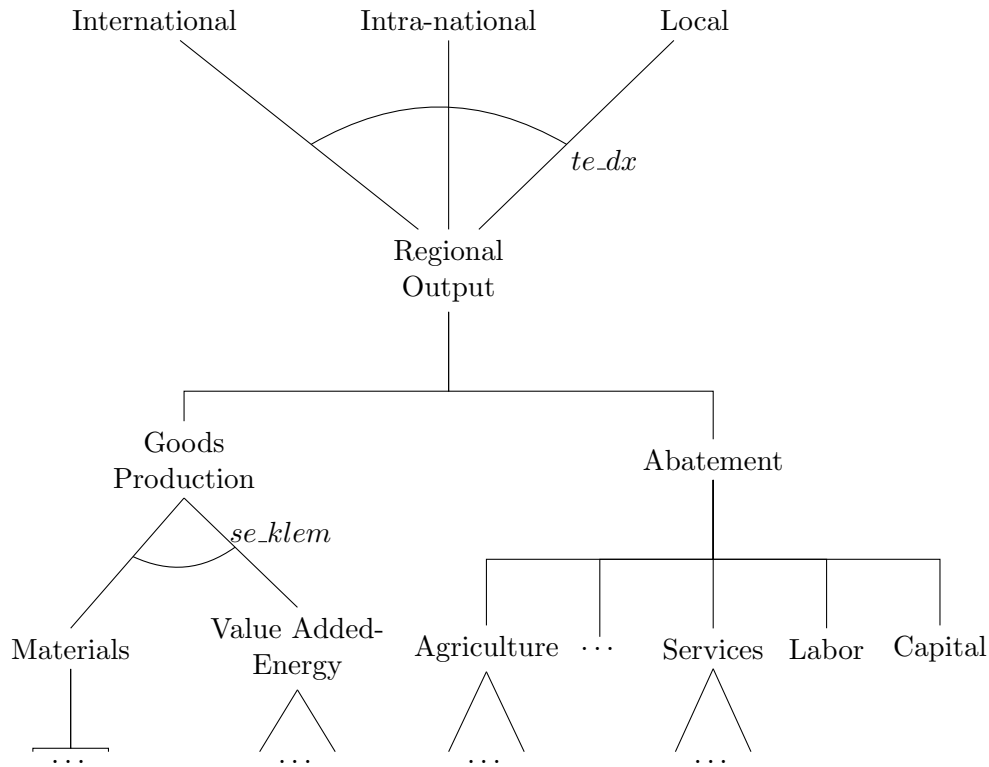 International
Intra-national
Local
te_dx
Regional
Output
Goods
Production
Abatement
se_klem
Materials
Value Added-
Energy
Agriculture
...
Services
Labor
Capital
...
...
...
...